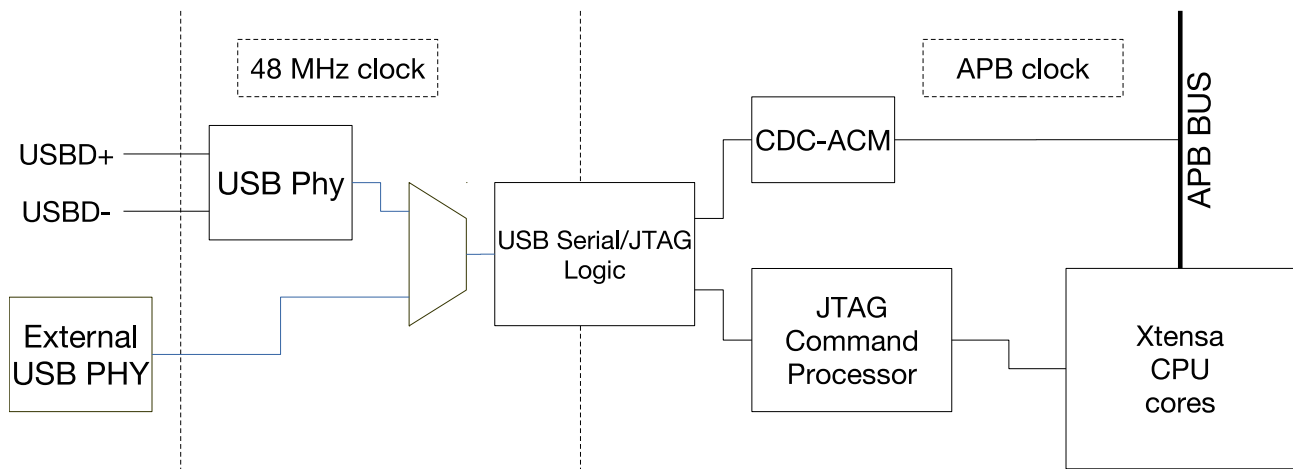 48 MHz clock
APB clock
USBD+
USBD-
USB Phy
External
USB PHY
USB Serial/JTAG
Logic
CDC-ACM
JTAG
Command
Processor
APB BUS
Xtensa
CPU
cores